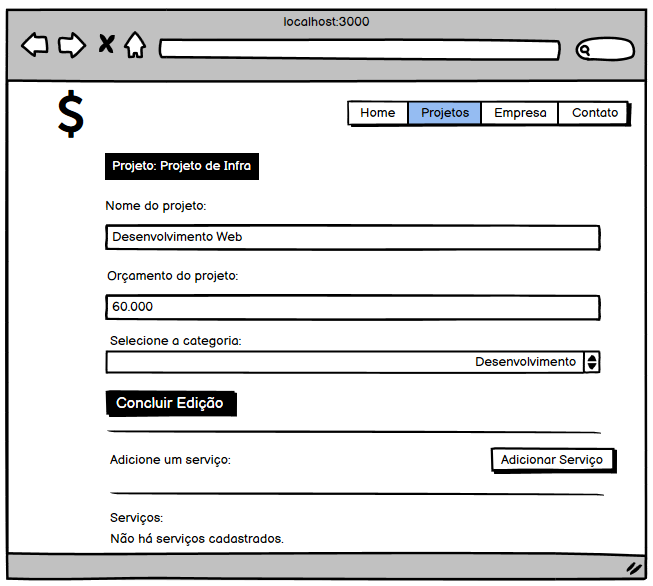 localhost:3000
$
Home Projetos Empresa Contato
Projeto: Projeto de Infra
Nome do projeto:
Desenvolvimento Web
Orçamento do projeto:
60.000
Selecione a categoria:
Desenvolvimento
Concluir Edição
Adicione um serviço:
Adicionar Serviço
Serviços:
Não há serviços cadastrados.